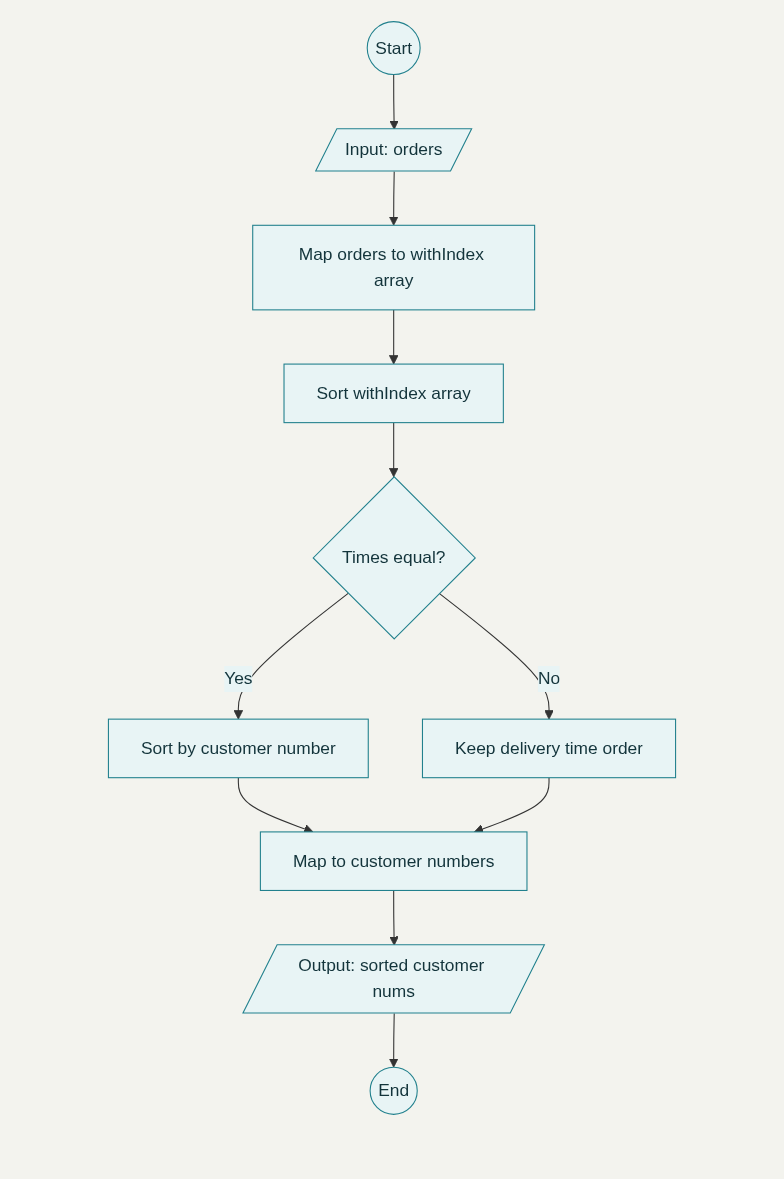 Start
Input: orders
Map orders to withIndex
array
Sort withIndex array
Times equal?
Yes
No
Sort by customer number
Keep delivery time order
Map to customer numbers
Output: sorted customer
nums
End